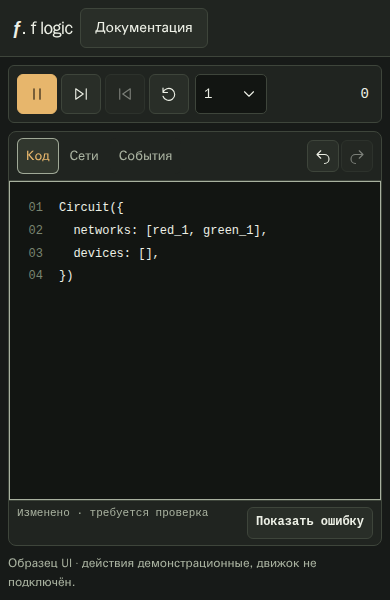 f. f logic
Документация
1
0
Код
Сети
События
01 Circuit({
02 networks: [red_1, green_1],
03 devices: [],
04 })
Изменено · требуется проверка
Показать ошибку
Образец UI · действия демонстрационные, движок не
подключён.